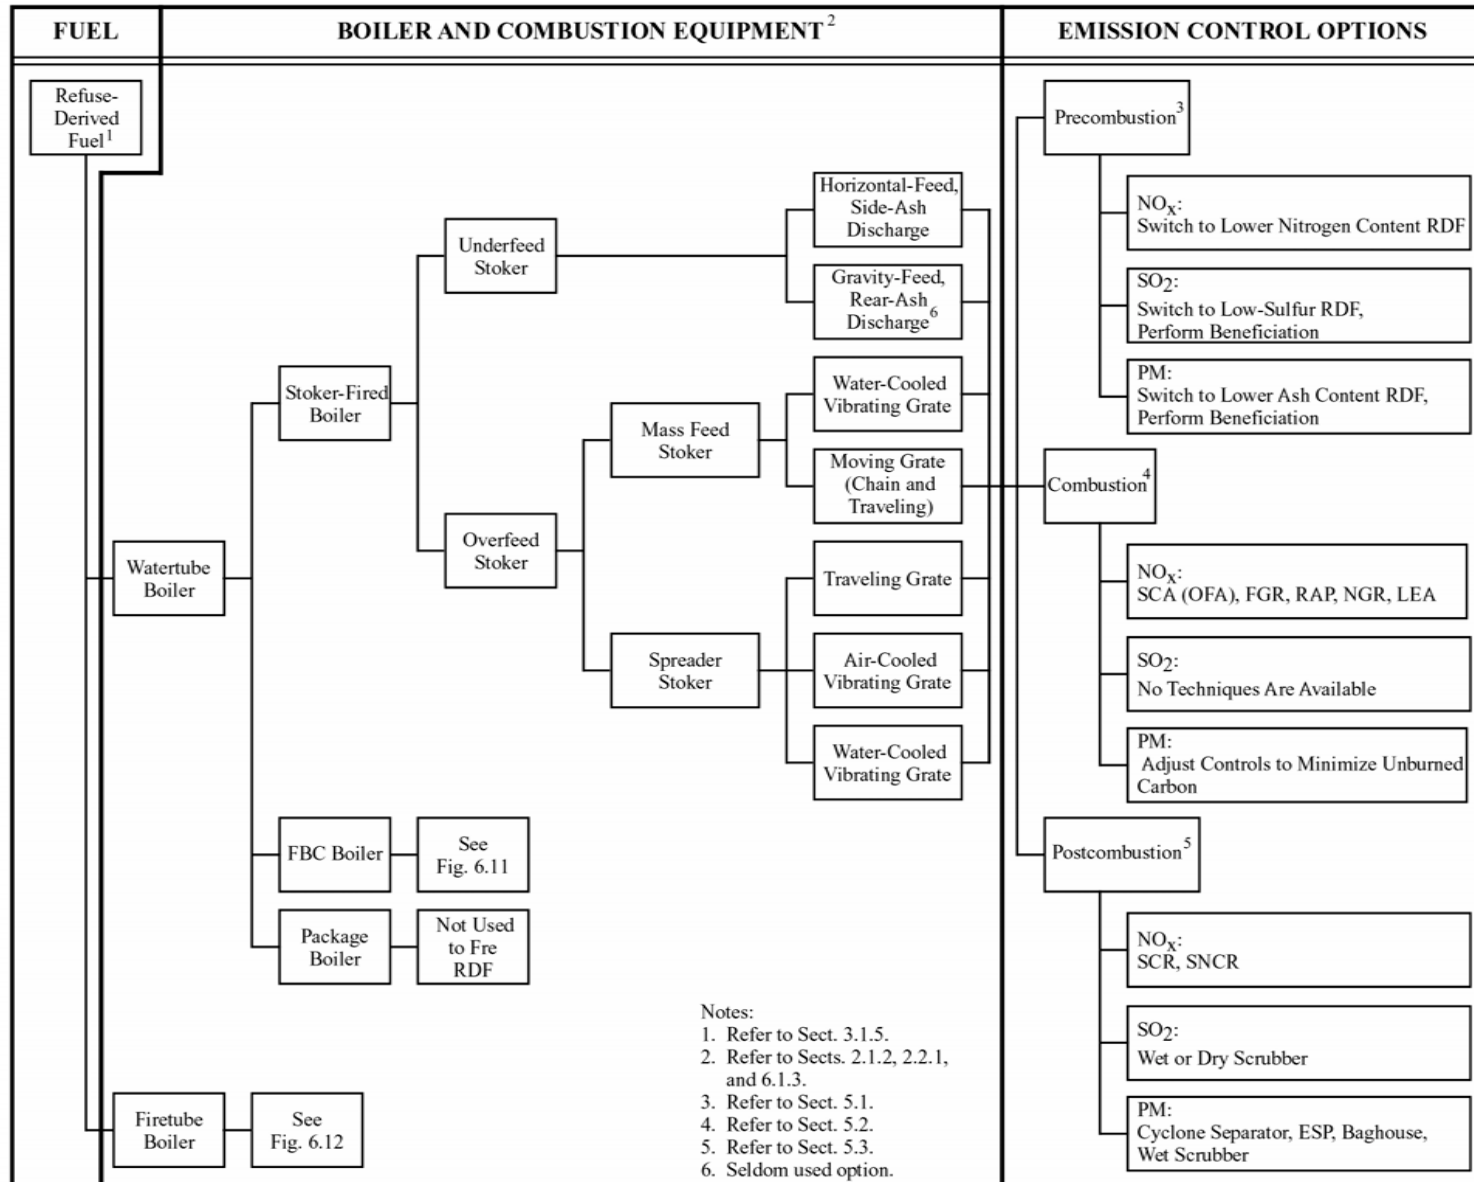 FUEL
BOILER AND COMBUSTION EQUIPMENT2
EMISSION CONTROL OPTIONS
Refuse-
Derived
Fuel1
Watertube
Boiler
Firetube
Boiler
See
Fig. 6.12
Stoker-Fired
Boiler
FBC Boiler
See
Fig. 6.11
Package
Boiler
Not Used
to Fre
RDF
Underfeed
Stoker
Overfeed
Stoker
Mass Feed
Stoker
Spreader
Stoker
Horizontal-Feed,
Side-Ash
Discharge
Gravity-Feed,
Rear-Ash
Discharge6
Water-Cooled
Vibrating Grate
Moving Grate
(Chain and
Traveling)
Traveling Grate
Air-Cooled
Vibrating Grate
Water-Cooled
Vibrating Grate
Notes:
1. Refer to Sect. 3.1.5.
2. Refer to Sects. 2.1.2, 2.2.1,
and 6.1.3.
3. Refer to Sect. 5.1.
4. Refer to Sect. 5.2.
5. Refer to Sect. 5.3.
6. Seldom used option.
Precombustion3
NOx:
Switch to Lower Nitrogen Content RDF
SO2:
Switch to Low-Sulfur RDF,
Perform Beneficiation
PM:
Switch to Lower Ash Content RDF,
Perform Beneficiation
Combustion4
NOx:
SCA (OFA), FGR, RAP, NGR, LEA
SO2:
No Techniques Are Available
PM:
Adjust Controls to Minimize Unburned
Carbon
Postcombustion5
NOx:
SCR, SNCR
SO2:
Wet or Dry Scrubber
PM:
Cyclone Separator, ESP, Baghouse,
Wet Scrubber